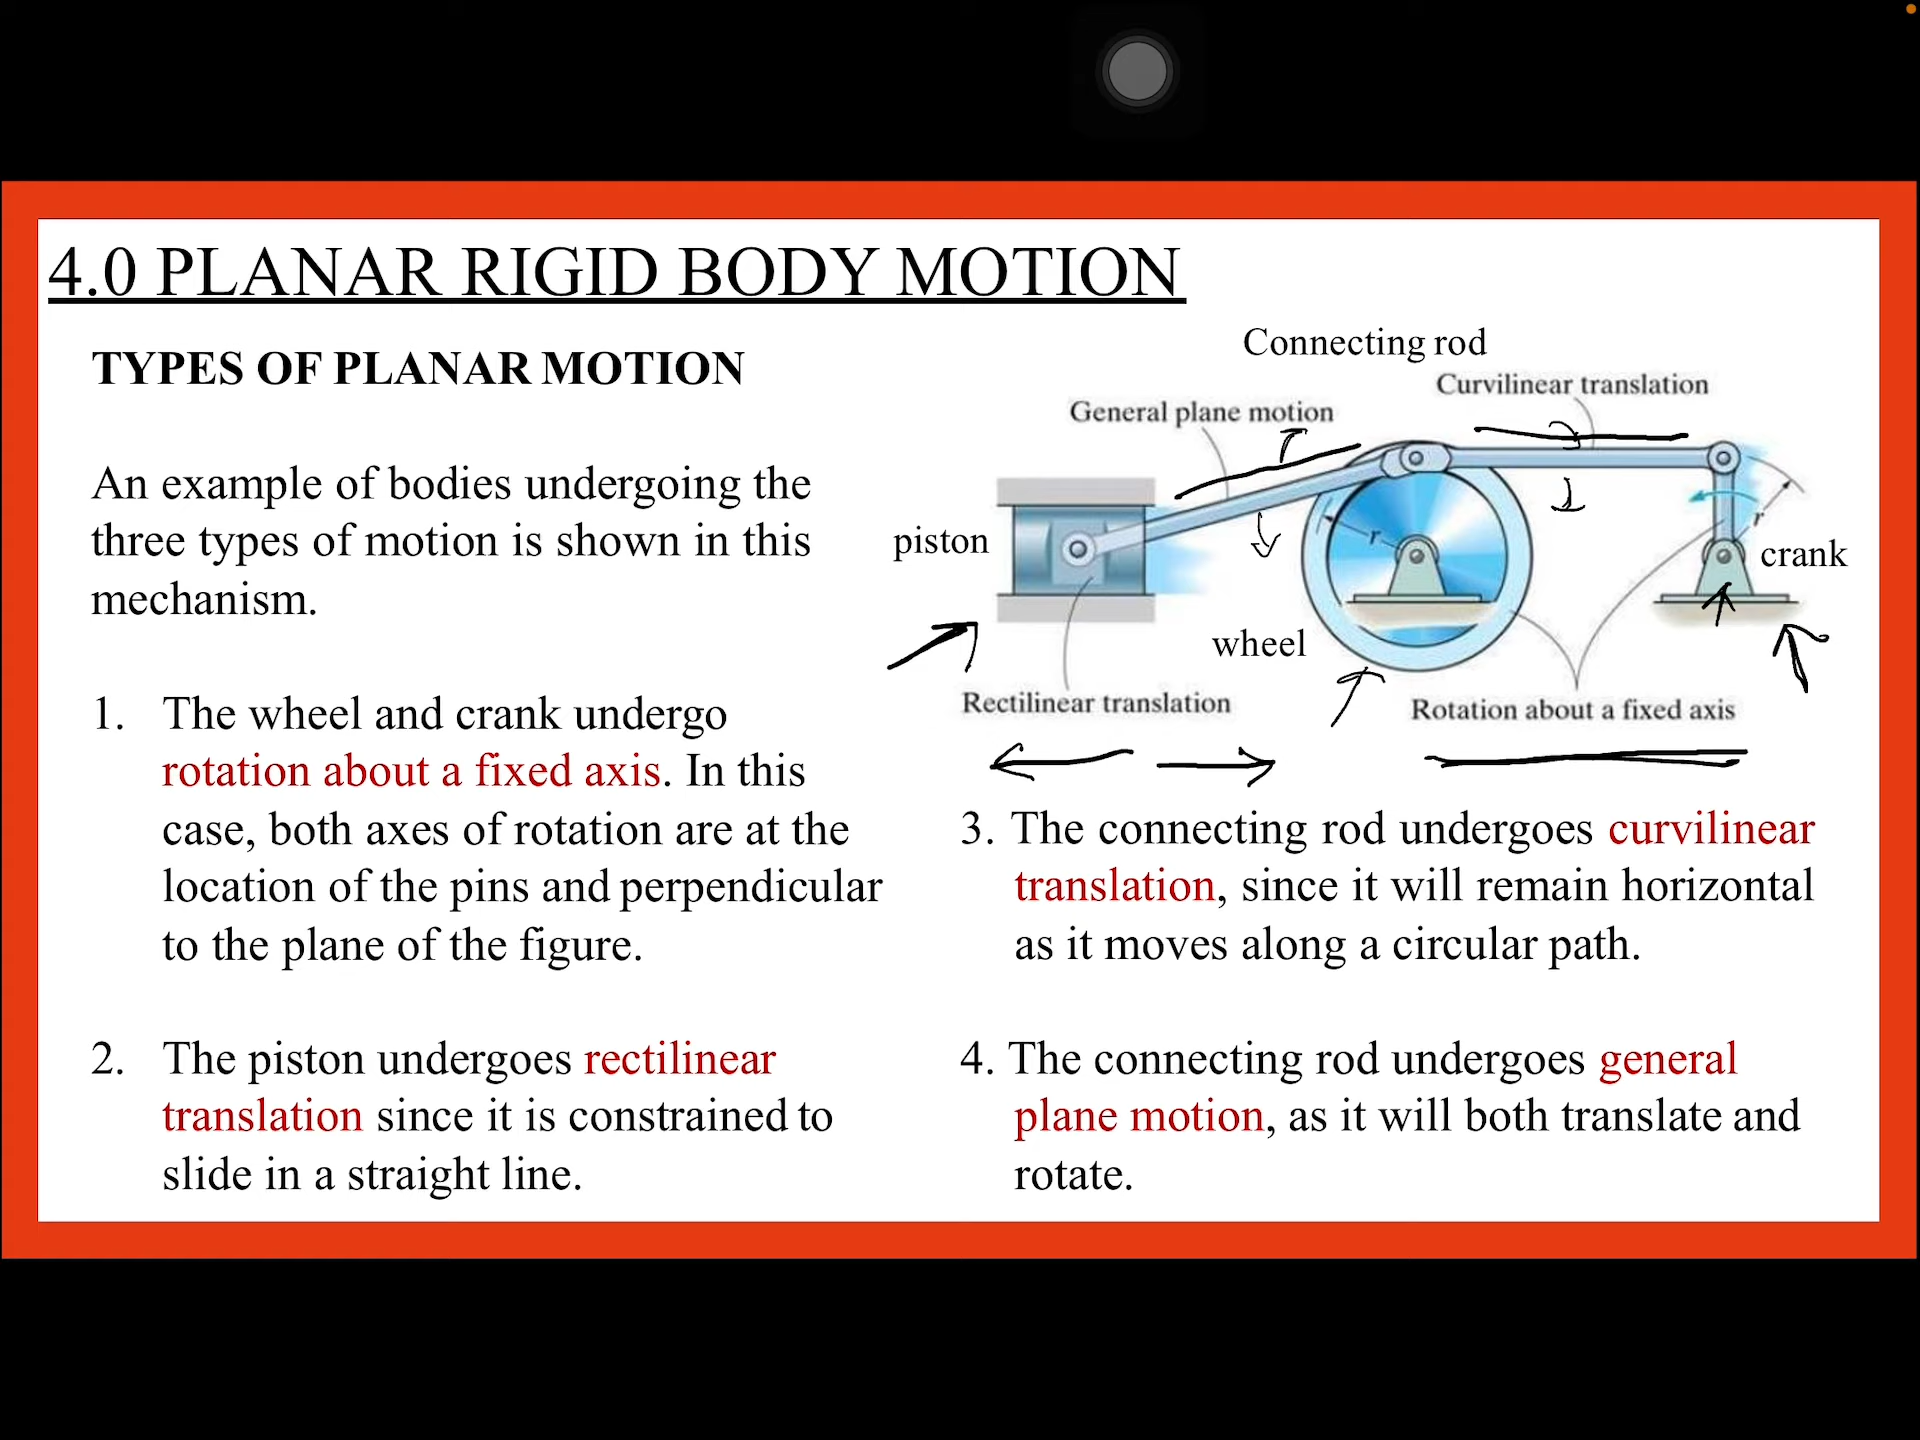 4.0 PLANAR RIGID BODY MOTION
TYPES OF PLANAR MOTION
An example of bodies undergoing the
three types of motion is shown in this
mechanism.
1. The wheel and crank undergo
rotation about a fixed axis. In this
case, both axes of rotation are at the
location of the pins and perpendicular
to the plane of the figure.
2. The piston undergoes rectilinear
translation since it is constrained to
slide in a straight line.
Connecting rod
Curvilinear translation
General plane motion
piston
r
r
crank
wheel
Rectilinear translation
Rotation about a fixed axis
3. The connecting rod undergoes curvilinear
translation, since it will remain horizontal
as it moves along a circular path.
4. The connecting rod undergoes general
plane motion, as it will both translate and
rotate.